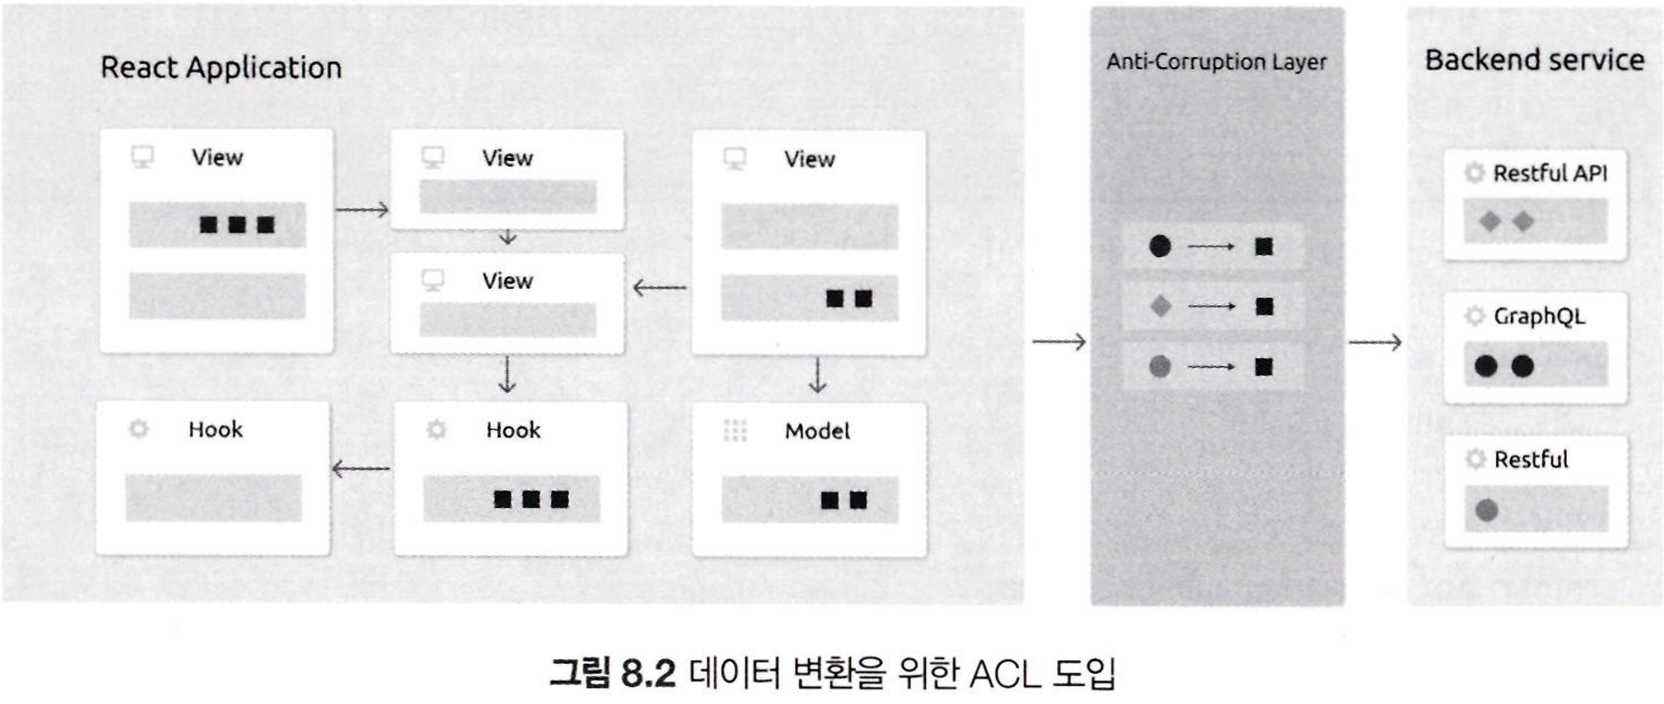 React Application
Anti-Corruption Layer
Backend service
View
View
View
View
Hook
Hook
Model
Restful API
GraphQL
Restful
그림 8.2 데이터 변환을 위한 ACL 도입